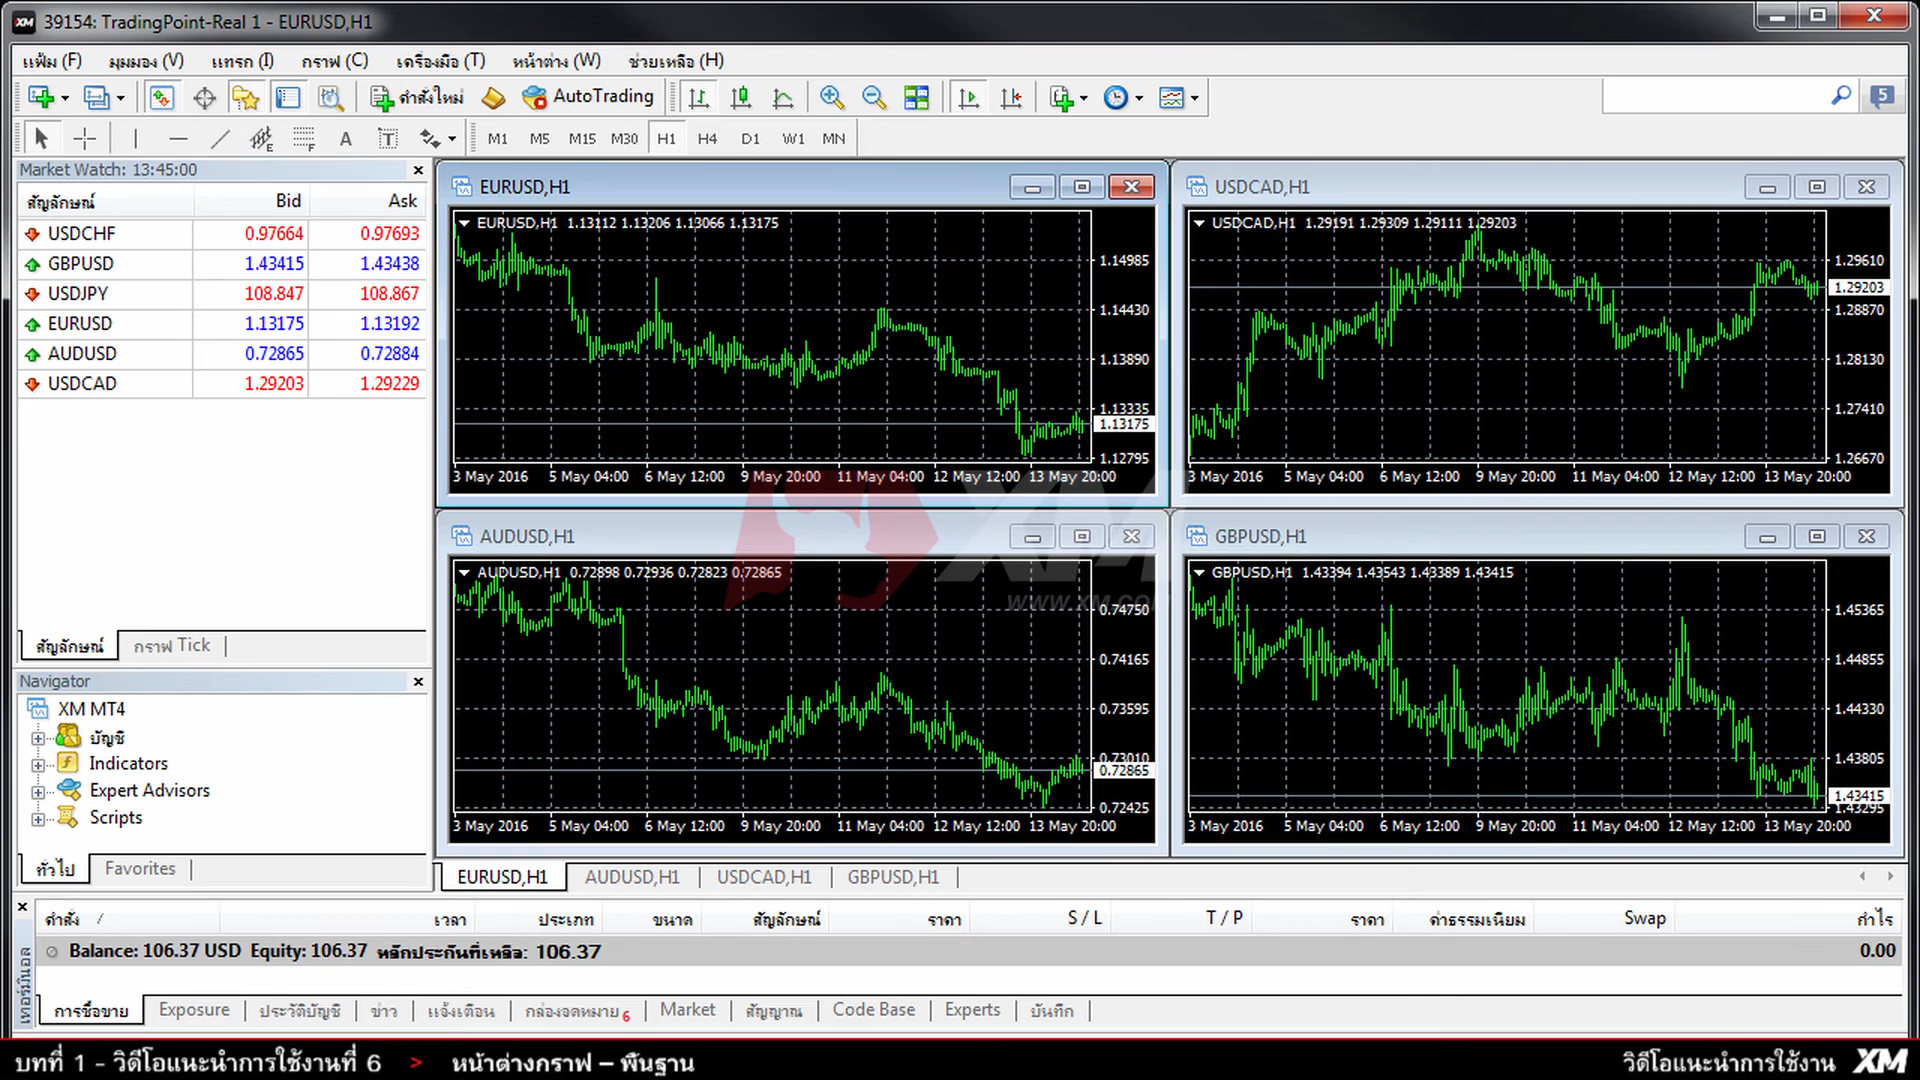 39154: TradingPoint-Real 1 - EURUSD,H1
แฟ้ม (F) มุมมอง (V) แทรก (I) กราฟ (C) เครื่องมือ (T) หน้าต่าง (W) ช่วยเหลือ (H)
คำสั่งใหม่ AutoTrading 5
A T M1 M5 M15 M30 H1 H4 D1 W1 MN
Market Watch: 13:45:00
สัญลักษณ์ Bid Ask
USDCHF 0.97664 0.97693
GBPUSD 1.43415 1.43438
USDJPY 108.847 108.867
EURUSD 1.13175 1.13192
AUDUSD 0.72865 0.72884
USDCAD 1.29203 1.29229
สัญลักษณ์ กราฟ Tick
Navigator
XM MT4
บัญชี
Indicators
Expert Advisors
Scripts
ทั่วไป Favorites
EURUSD,H1
EURUSD,H1 1.13112 1.13206 1.13066 1.13175
1.14985
1.14430
1.13890
1.13335
1.13175
1.12795
3 May 2016 5 May 04:00 6 May 12:00 9 May 20:00 11 May 04:00 12 May 12:00 13 May 20:00
USDCAD,H1
USDCAD,H1 1.29191 1.29309 1.29111 1.29203
1.29610
1.29203
1.28870
1.28130
1.27410
1.26670
3 May 2016 5 May 04:00 6 May 12:00 9 May 20:00 11 May 04:00 12 May 12:00 13 May 20:00
AUDUSD,H1
AUDUSD,H1 0.72898 0.72936 0.72823 0.72865
0.74750
0.74165
0.73595
0.73010
0.72865
0.72425
3 May 2016 5 May 04:00 6 May 12:00 9 May 20:00 11 May 04:00 12 May 12:00 13 May 20:00
GBPUSD,H1
GBPUSD,H1 1.43394 1.43543 1.43389 1.43415
1.45365
1.44855
1.44330
1.43805
1.43415
1.43295
3 May 2016 5 May 04:00 6 May 12:00 9 May 20:00 11 May 04:00 12 May 12:00 13 May 20:00
XM
WWW.XM.COM
EURUSD,H1 AUDUSD,H1 USDCAD,H1 GBPUSD,H1
คำสั่ง / เวลา ประเภท ขนาด สัญลักษณ์ ราคา S / L T / P ราคา ค่าธรรมเนียม Swap กำไร
Balance: 106.37 USD Equity: 106.37 หลักประกันที่เหลือ: 106.37 0.00
เทอร์มินอล
การซื้อขาย Exposure ประวัติบัญชี ข่าว แจ้งเตือน กล่องจดหมาย 6 Market สัญญาณ Code Base Experts บันทึก
บทที่ 1 - วิดีโอแนะนำการใช้งานที่ 6 > หน้าต่างกราฟ – พื้นฐาน วิดีโอแนะนำการใช้งาน XM